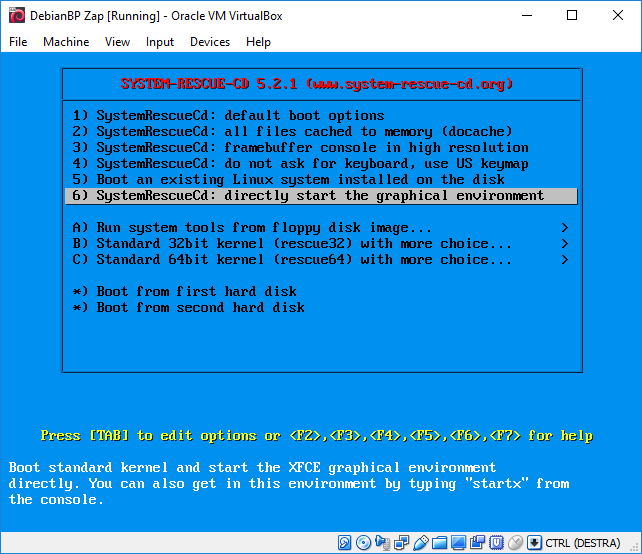 DebianBP Zap [Running] - Oracle VM VirtualBox
File Machine View Input Devices Help
SYSTEM-RESCUE-CD 5.2.1 (www.system-rescue-cd.org)
1) SystemRescueCd: default boot options
2) SystemRescueCd: all files cached to memory (docache)
3) SystemRescueCd: framebuffer console in high resolution
4) SystemRescueCd: do not ask for keyboard, use US keymap
5) Boot an existing Linux system installed on the disk
6) SystemRescueCd: directly start the graphical environment
A) Run system tools from floppy disk image... >
B) Standard 32bit kernel (rescue32) with more choice... >
C) Standard 64bit kernel (rescue64) with more choice... >
*) Boot from first hard disk
*) Boot from second hard disk
Press [TAB] to edit options or <F2>,<F3>,<F4>,<F5>,<F6>,<F7> for help
Boot standard kernel and start the XFCE graphical environment
directly. You can also get in this environment by typing "startx" from
the console.
CTRL (DESTRA)